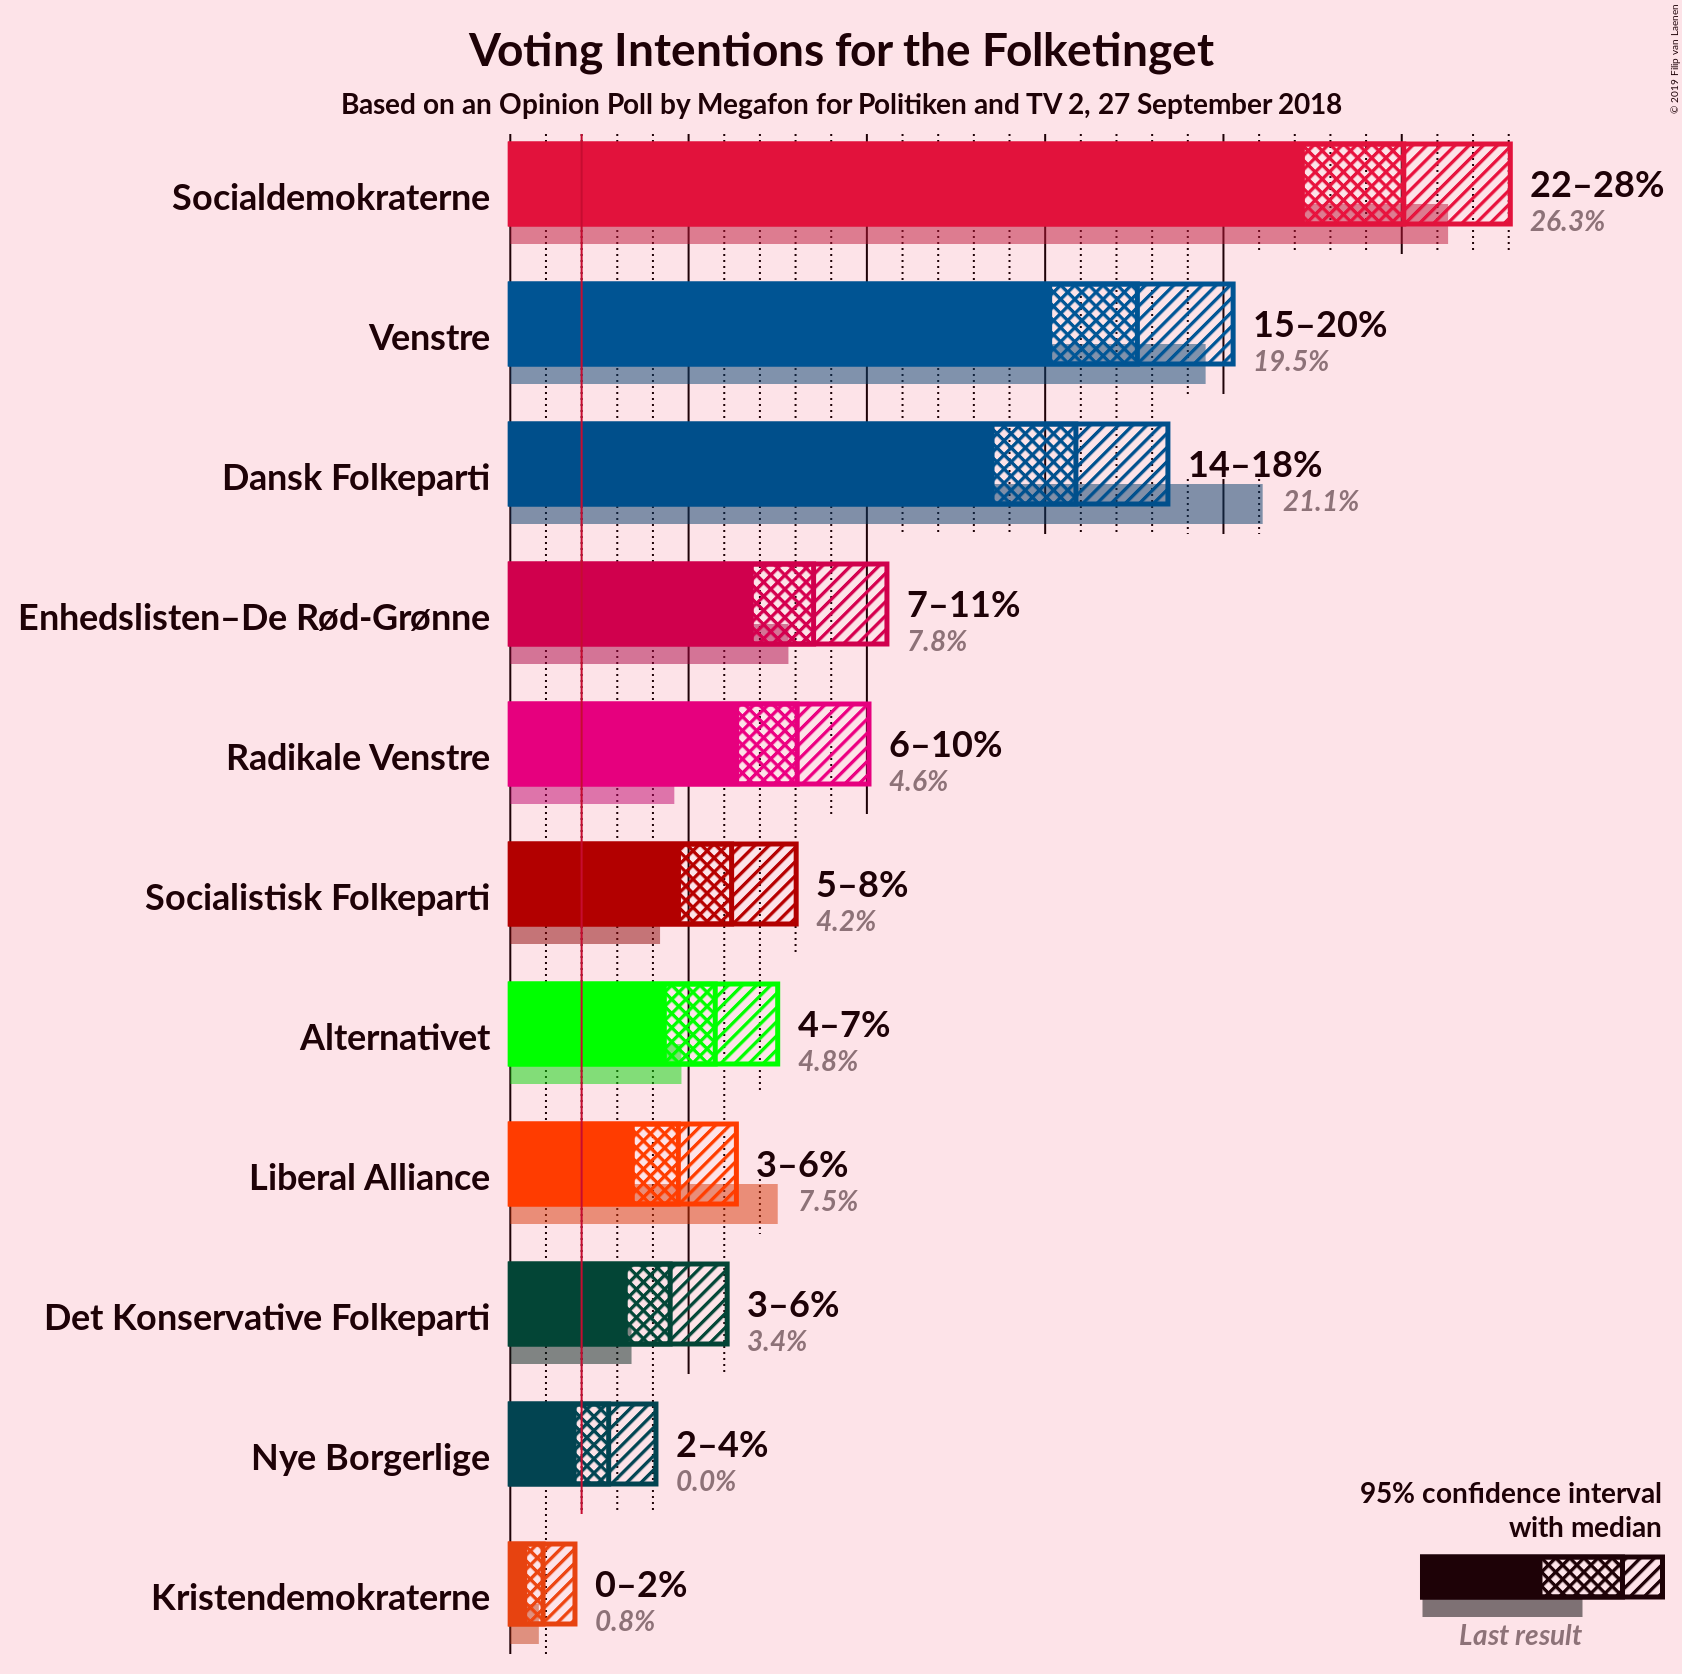 © 2019 Filip van Laenen
Voting Intentions for the Folketinget
Based on an Opinion Poll by Megafon for Politiken and TV 2, 27 September 2018
Socialdemokraterne
22–28%
26.3%
Venstre
15–20%
19.5%
Dansk Folkeparti
14–18%
21.1%
Enhedslisten–De Rød-Grønne
7–11%
7.8%
Radikale Venstre
6–10%
4.6%
Socialistisk Folkeparti
5–8%
4.2%
Alternativet
4–7%
4.8%
Liberal Alliance
3–6%
7.5%
Det Konservative Folkeparti
3–6%
3.4%
Nye Borgerlige
2–4%
0.0%
Kristendemokraterne
0–2%
0.8%
95% confidence interval
with median
Last result